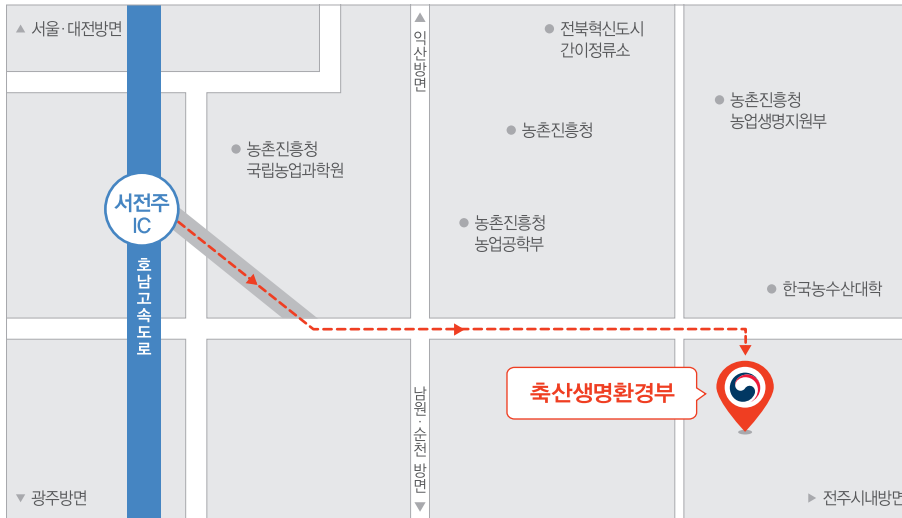 ▲ 서울·대전방면
▲ 익산방면
전북혁신도시
간이정류소
농촌진흥청
농업생명지원부
농촌진흥청
농촌진흥청
국립농업과학원
서전주
IC
농촌진흥청
농업공학부
호남고속도로
한국농수산대학
축산생명환경부
남원·순천 방면 ▼
▼ 광주방면
▶ 전주시내방면